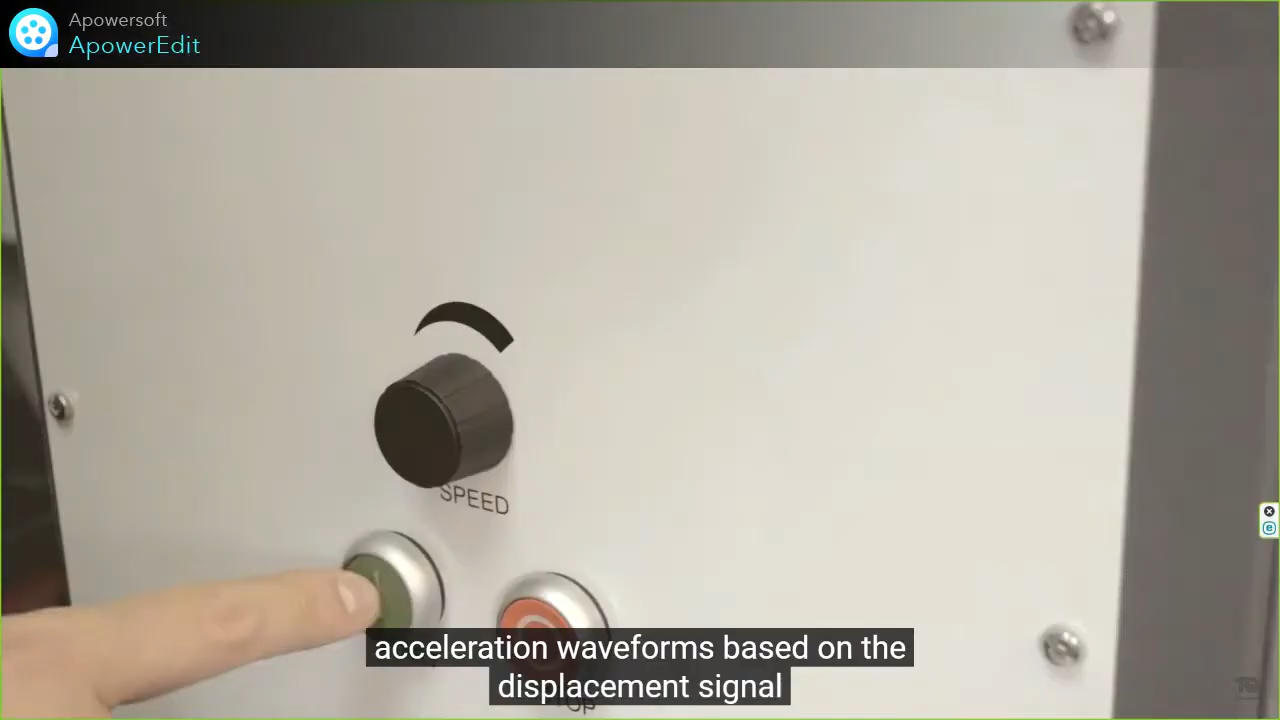 Apowersoft
ApowerEdit
SPEED
acceleration waveforms based on the
displacement signal